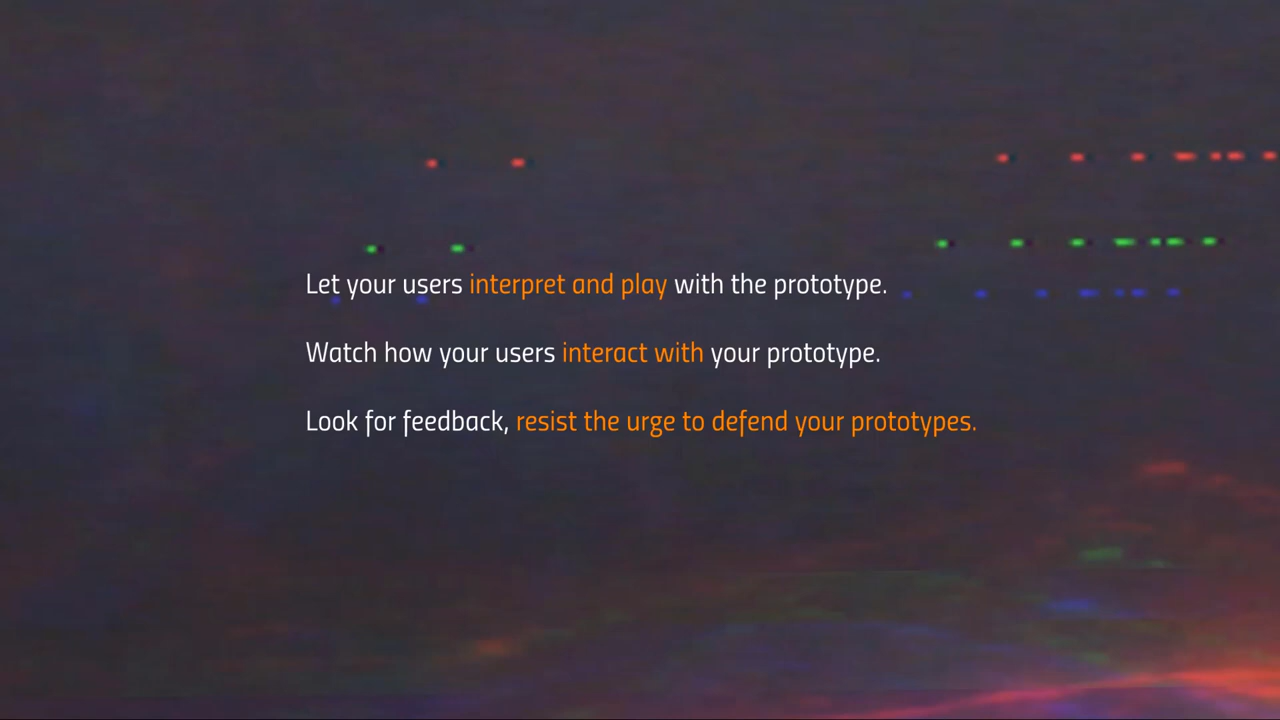 Let your users interpret and play with the prototype.
Watch how your users interact with your prototype.
Look for feedback, resist the urge to defend your prototypes.